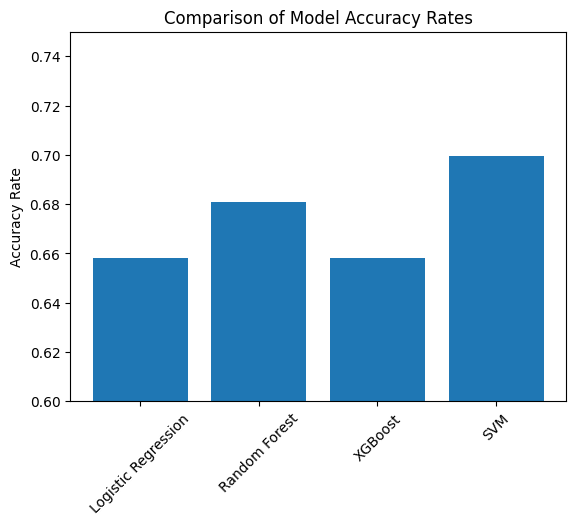 Comparison of Model Accuracy Rates
0.74
0.72
0.70
0.68
0.66
0.64
0.62
0.60
Accuracy Rate
Logistic Regression
Random Forest
XGBoost
SVM